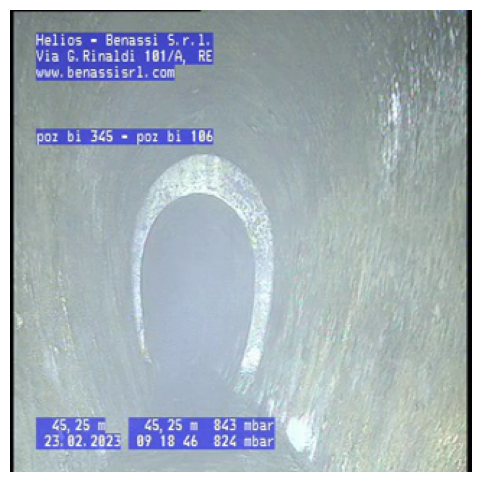 Helios - Benassi S.r.l.
Via G.Rinaldi 101/A, RE
www.benassisrl.com
poz bi 345 - poz bi 106
45,25 m 45,25 m 843 mbar
23.02.2023 09 18 46 824 mbar